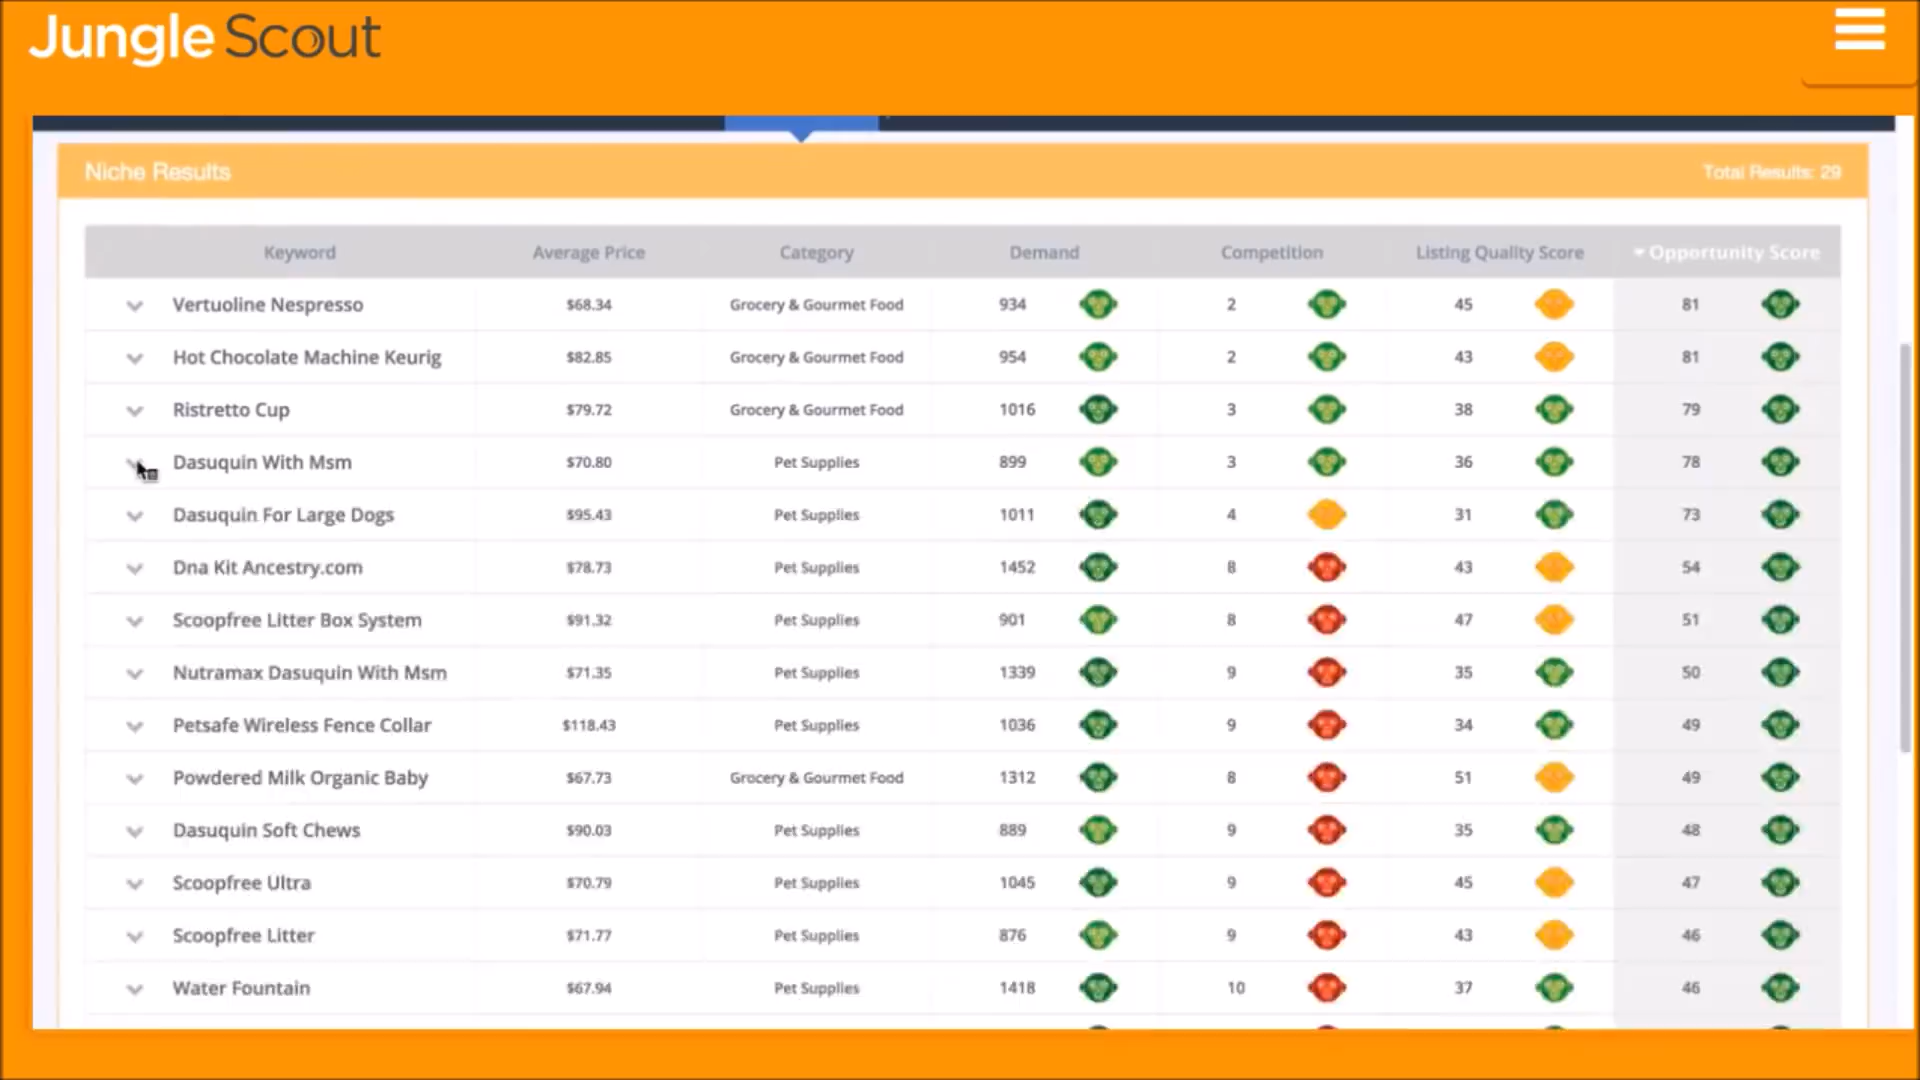 Jungle Scout
Niche Results Total Results: 29
Keyword Average Price Category Demand Competition Listing Quality Score Opportunity Score
Vertuoline Nespresso $68.34 Grocery & Gourmet Food 934 2 45 81
Hot Chocolate Machine Keurig $82.85 Grocery & Gourmet Food 954 2 43 81
Ristretto Cup $79.72 Grocery & Gourmet Food 1016 3 38 79
Dasuquin With Msm $70.80 Pet Supplies 899 3 36 78
Dasuquin For Large Dogs $95.43 Pet Supplies 1011 4 31 73
Dna Kit Ancestry.com $78.73 Pet Supplies 1452 8 43 54
Scoopfree Litter Box System $91.32 Pet Supplies 901 8 47 51
Nutramax Dasuquin With Msm $71.35 Pet Supplies 1339 9 35 50
Petsafe Wireless Fence Collar $118.43 Pet Supplies 1036 9 34 49
Powdered Milk Organic Baby $67.73 Grocery & Gourmet Food 1312 8 51 49
Dasuquin Soft Chews $90.03 Pet Supplies 889 9 35 48
Scoopfree Ultra $70.79 Pet Supplies 1045 9 45 47
Scoopfree Litter $71.77 Pet Supplies 876 9 43 46
Water Fountain $67.94 Pet Supplies 1418 10 37 46